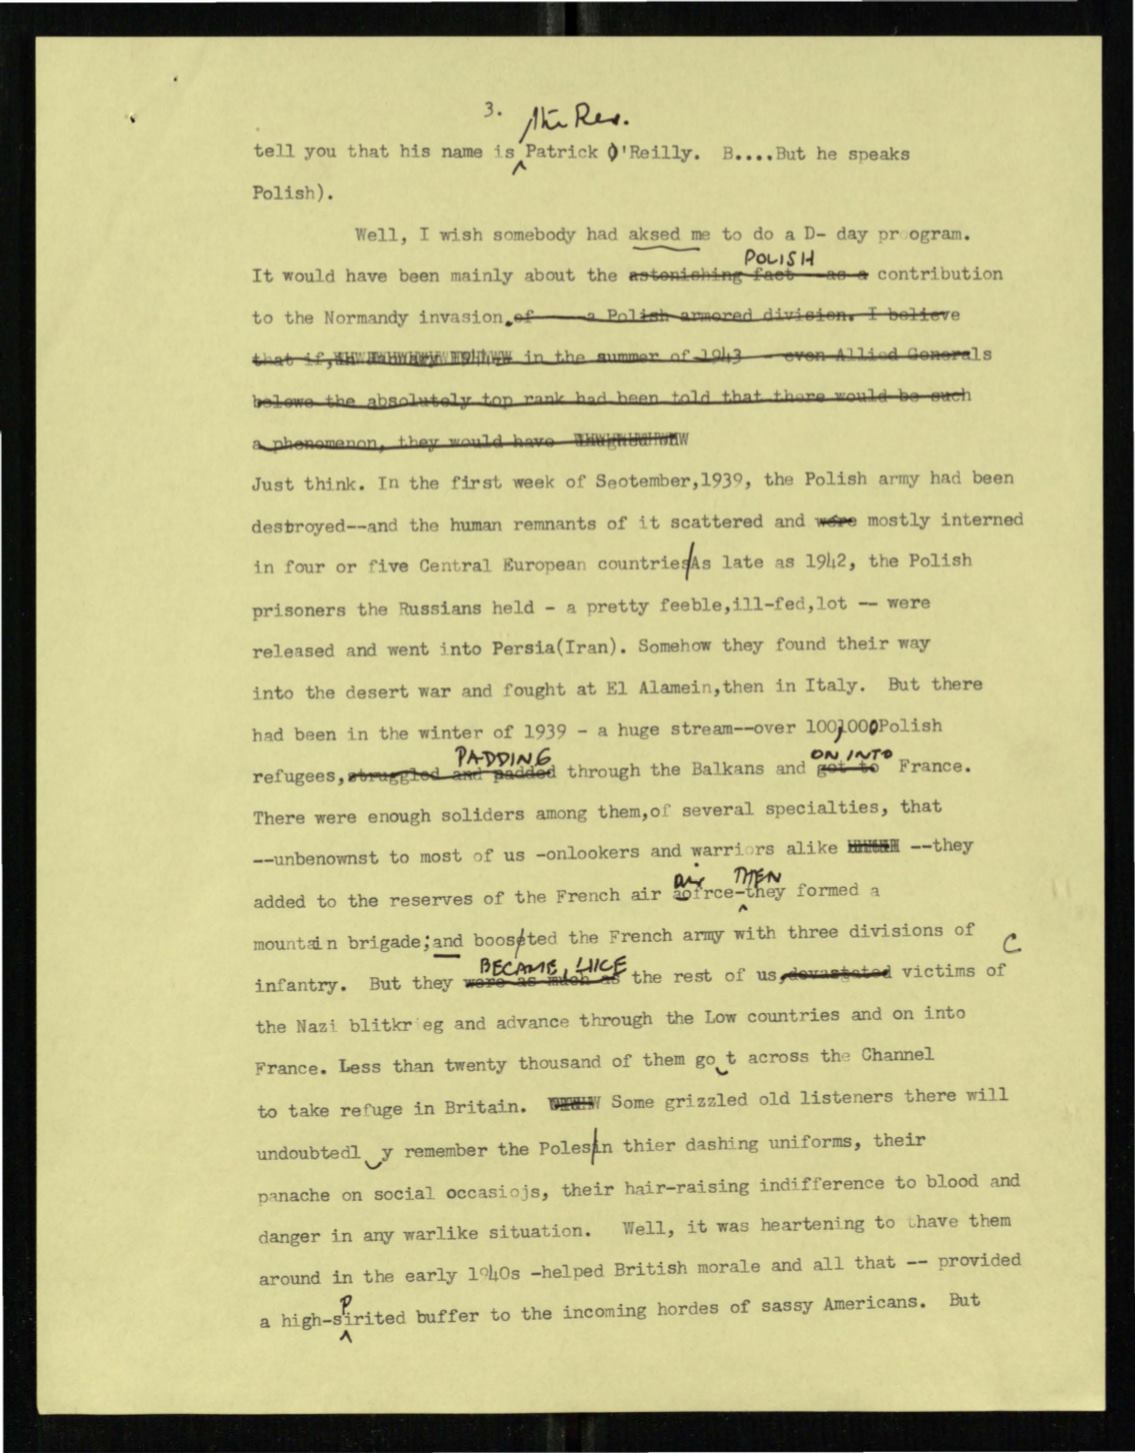 3.
the Rev.
tell you that his name is Patrick O'Reilly. B....But he speaks
Polish).
Well, I wish somebody had aksed me to do a D- day pr ogram.
POLISH
It would have been mainly about the astonishing fact — as a contribution
to the Normandy invasion. of — a Polish armored division. I believe
that if, in the summer of 1943 - even Allied Generals
belowe the absolutely top rank had been told that there would be such
a phenomenon, they would have
Just think. In the first week of Seotember,1939, the Polish army had been
destroyed--and the human remnants of it scattered and were mostly interned
in four or five Central European countries/As late as 1942, the Polish
prisoners the Russians held - a pretty feeble,ill-fed,lot -- were
released and went into Persia(Iran). Somehow they found their way
into the desert war and fought at El Alamein,then in Italy. But there
had been in the winter of 1939 - a huge stream--over 100,000Polish
PADDING ON INTO
refugees,struggled and padded through the Balkans and got to France.
There were enough soliders among them,of several specialties, that
--unbenownst to most of us -onlookers and warriors alike --they
air THEN
added to the reserves of the French air aofrce-they formed a
mountain brigade;and boosted the French army with three divisions of
C
BECAME, LIKE
infantry. But they were as much as the rest of us,devastated victims of
the Nazi blitkr eg and advance through the Low countries and on into
France. Less than twenty thousand of them go t across the Channel
to take refuge in Britain. Some grizzled old listeners there will
undoubtedl y remember the Poles/in thier dashing uniforms, their
panache on social occasiojs, their hair-raising indifference to blood and
danger in any warlike situation. Well, it was heartening to thave them
around in the early 1940s -helped British morale and all that -- provided
P
a high-sirited buffer to the incoming hordes of sassy Americans. But